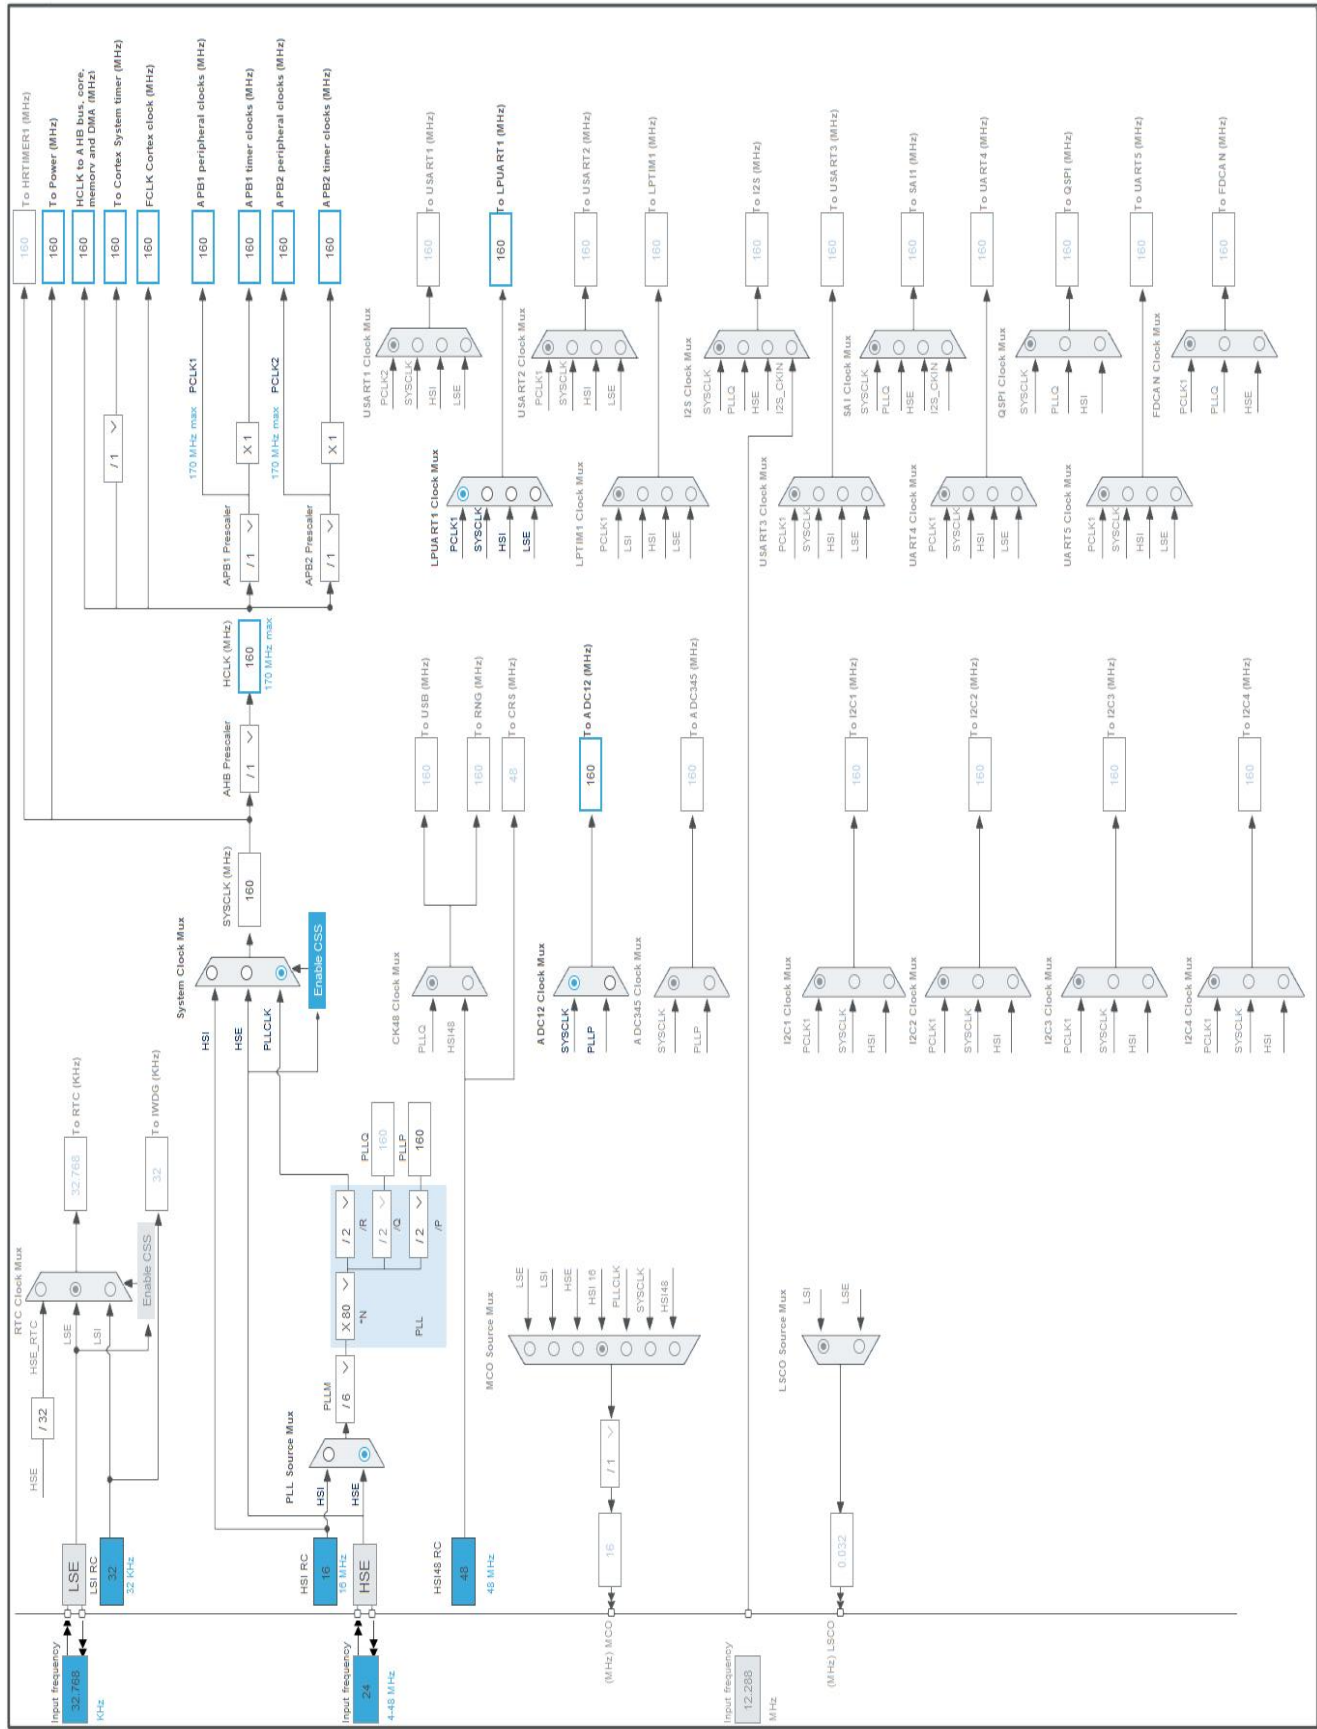 Input frequency
32.768
KHz
LSE
LSI RC
32
32 KHz
HSE
/ 32
HSE_RTC
LSE
LSI
RTC Clock Mux
Enable CSS
32.768
To RTC (KHz)
32
To IWDG (KHz)
Input frequency
24
4-48 MHz
HSI RC
16
16 MHz
HSE
HSI48 RC
48
48 MHz
PLL Source Mux
HSI
HSE
PLLM
/ 6
X 80
*N
PLL
/ 2
/R
/ 2
/Q
/ 2
/P
PLLQ
160
PLLP
160
System Clock Mux
HSI
HSE
PLLCLK
Enable CSS
SYSCLK (MHz)
160
AHB Prescaler
/ 1
HCLK (MHz)
160
170 MHz max
APB1 Prescaler
/ 1
APB2 Prescaler
/ 1
/ 1
170 MHz max
PCLK1
X 1
170 MHz max
PCLK2
X 1
160
To HRTIMER1 (MHz)
160
To Power (MHz)
160
HCLK to AHB bus, core,
memory and DMA (MHz)
160
To Cortex System timer (MHz)
160
FCLK Cortex clock (MHz)
160
APB1 peripheral clocks (MHz)
160
APB1 timer clocks (MHz)
160
APB2 peripheral clocks (MHz)
160
APB2 timer clocks (MHz)
CK48 Clock Mux
PLLQ
HSI48
160
To USB (MHz)
160
To RNG (MHz)
48
To CRS (MHz)
ADC12 Clock Mux
SYSCLK
PLLP
160
To ADC12 (MHz)
ADC345 Clock Mux
SYSCLK
PLLP
160
To ADC345 (MHz)
USART1 Clock Mux
PCLK2
SYSCLK
HSI
LSE
160
To USART1 (MHz)
LPUART1 Clock Mux
PCLK1
SYSCLK
HSI
LSE
160
To LPUART1 (MHz)
USART2 Clock Mux
PCLK1
SYSCLK
HSI
LSE
160
To USART2 (MHz)
LPTIM1 Clock Mux
PCLK1
LSI
HSI
LSE
160
To LPTIM1 (MHz)
I2S Clock Mux
SYSCLK
PLLQ
HSE
I2S_CKIN
160
To I2S (MHz)
USART3 Clock Mux
PCLK1
SYSCLK
HSI
LSE
160
To USART3 (MHz)
SAI Clock Mux
SYSCLK
PLLQ
HSE
I2S_CKIN
160
To SAI1 (MHz)
UART4 Clock Mux
PCLK1
SYSCLK
HSI
LSE
160
To UART4 (MHz)
QSPI Clock Mux
SYSCLK
PLLQ
HSI
160
To QSPI (MHz)
UART5 Clock Mux
PCLK1
SYSCLK
HSI
LSE
160
To UART5 (MHz)
FDCAN Clock Mux
PCLK1
PLLQ
HSE
160
To FDCAN (MHz)
I2C1 Clock Mux
PCLK1
SYSCLK
HSI
160
To I2C1 (MHz)
I2C2 Clock Mux
PCLK1
SYSCLK
HSI
160
To I2C2 (MHz)
I2C3 Clock Mux
PCLK1
SYSCLK
HSI
160
To I2C3 (MHz)
I2C4 Clock Mux
PCLK1
SYSCLK
HSI
160
To I2C4 (MHz)
(MHz) MCO
16
/ 1
MCO Source Mux
LSE
LSI
HSE
HSI 16
PLLCLK
SYSCLK
HSI48
Input frequency
12.288
MHz
(MHz) LSCO
0.032
LSCO Source Mux
LSI
LSE